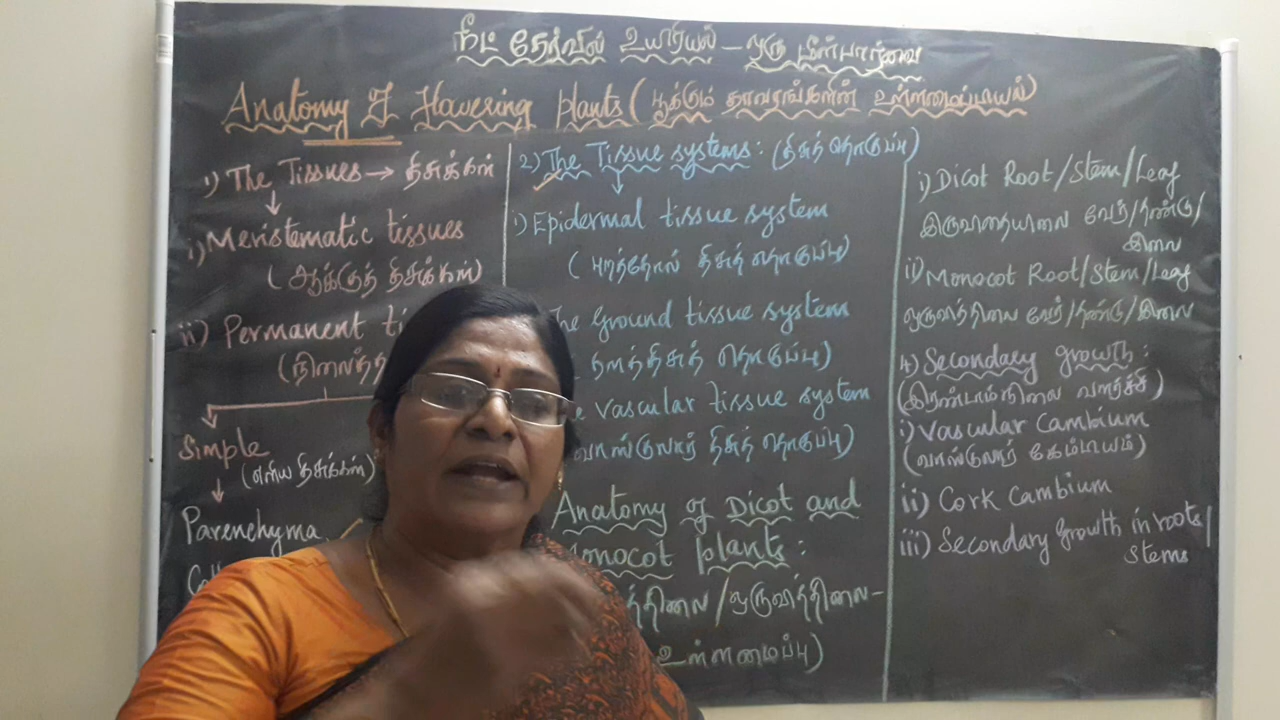 நீட் தேர்வில் உயிரியல் – ஒரு மீள்பார்வை
Anatomy of Flowering plants (பூக்கும் தாவரங்களின் உள்ளமைப்பியல்)
1) The Tissues → திசுக்கள்
i) Meristematic tissues
(ஆக்குத் திசுக்கள்)
ii) Permanent
Simple
(எளிய திசுக்கள்)
Parenchyma
2) The Tissue systems: (திசுத் தொகுப்பு)
i) Epidermal tissue system
(புறத்தோல் திசுத் தொகுப்பு)
Ground tissue system
தளத்திசுத் தொகுப்பு)
Vascular tissue system
வாஸ்குலார் திசுத் தொகுப்பு)
Anatomy of Dicot and
Monocot plants:
உள்ளமைப்பு)
i) Dicot Root/Stem/Leaf
இருவிதையிலை வேர்/தண்டு/
இலை
ii) Monocot Root/Stem/Leaf
ஒருவித்திலை வேர்/தண்டு/இலை
4) Secondary growth:
(இரண்டாம்நிலை வளர்ச்சி)
i) Vascular Cambium
(வாஸ்குலார் கேம்பியம்)
ii) Cork Cambium
iii) Secondary growth in roots/
stems